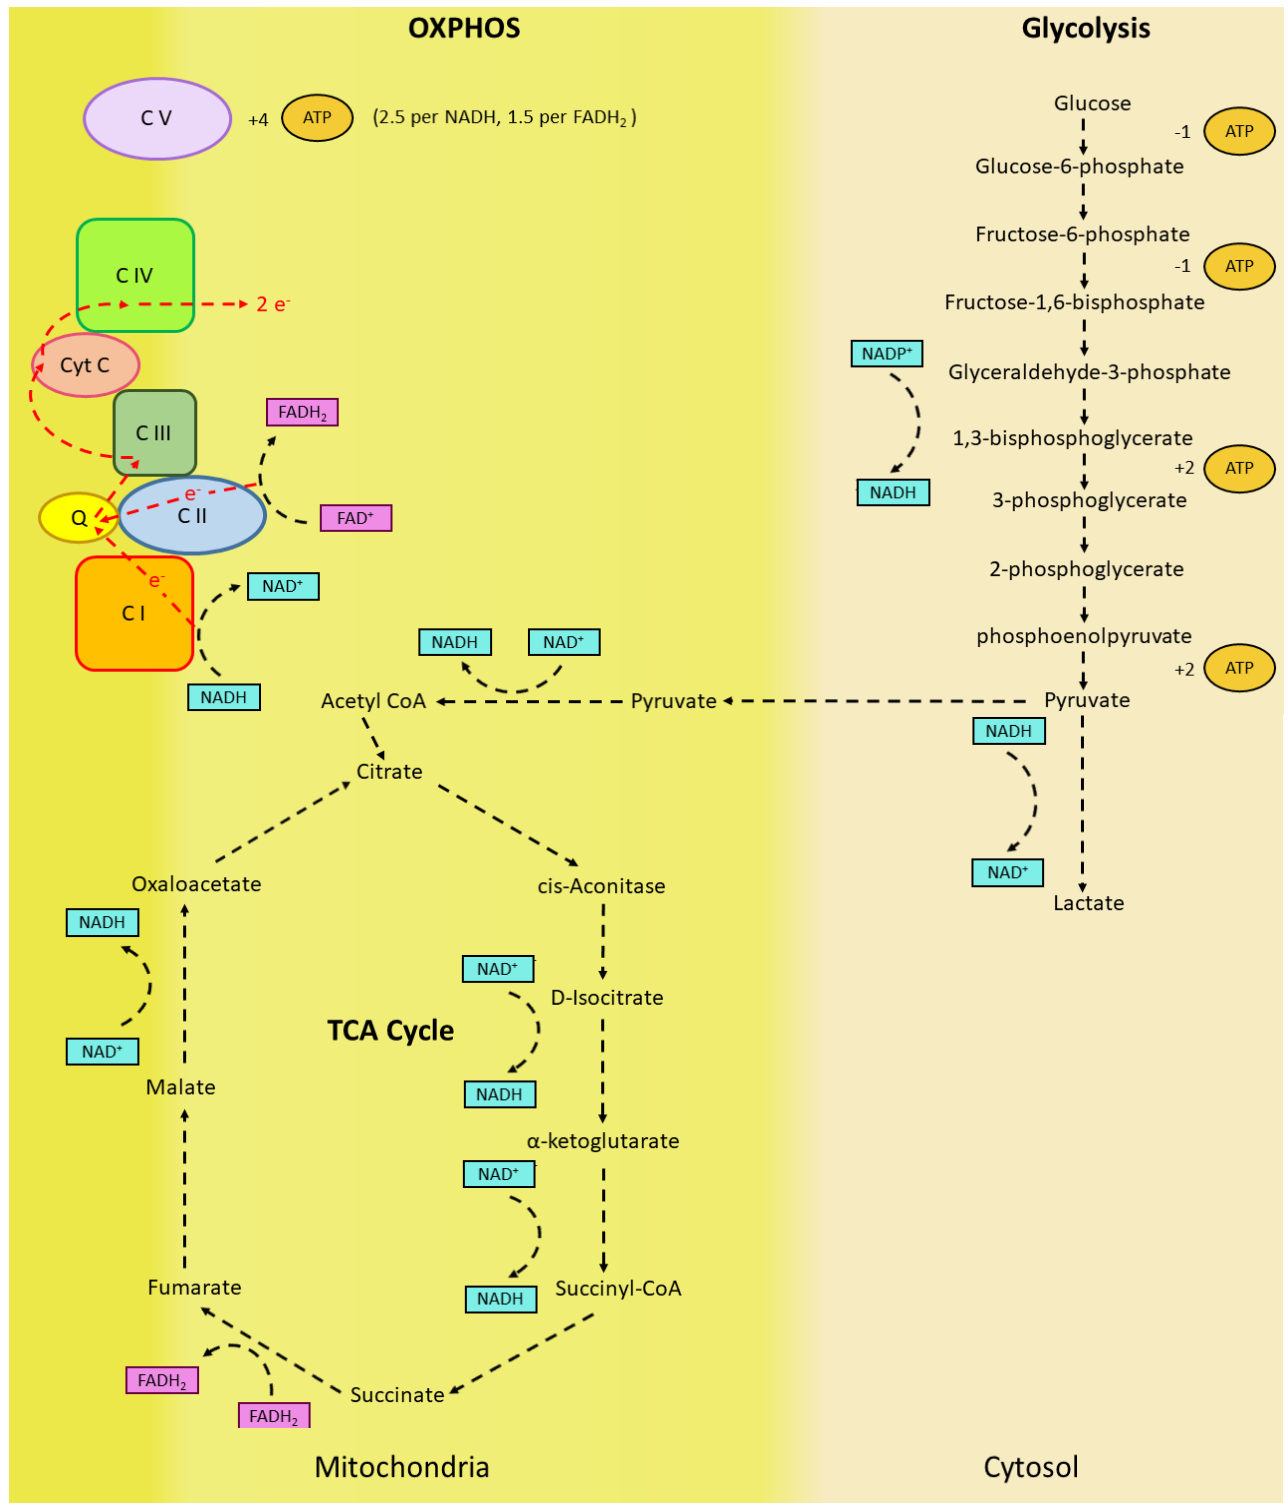 OXPHOS
C V
+4
ATP
(2.5 per NADH, 1.5 per FADH₂ )
C IV
2 e⁻
Cyt C
C III
FADH₂
e⁻
Q
C II
FAD⁺
e⁻
C I
NAD⁺
NADH
NADH
NAD⁺
Acetyl CoA
Pyruvate
Citrate
Oxaloacetate
cis-Aconitase
NADH
NAD⁺
D-Isocitrate
TCA Cycle
NAD⁺
Malate
NADH
α-ketoglutarate
NAD⁺
Fumarate
Succinyl-CoA
NADH
FADH₂
FADH₂
Succinate
Mitochondria
Glycolysis
Glucose
-1
ATP
Glucose-6-phosphate
Fructose-6-phosphate
-1
ATP
Fructose-1,6-bisphosphate
NADP⁺
Glyceraldehyde-3-phosphate
1,3-bisphosphoglycerate
+2
ATP
NADH
3-phosphoglycerate
2-phosphoglycerate
phosphoenolpyruvate
+2
ATP
Pyruvate
NADH
NAD⁺
Lactate
Cytosol